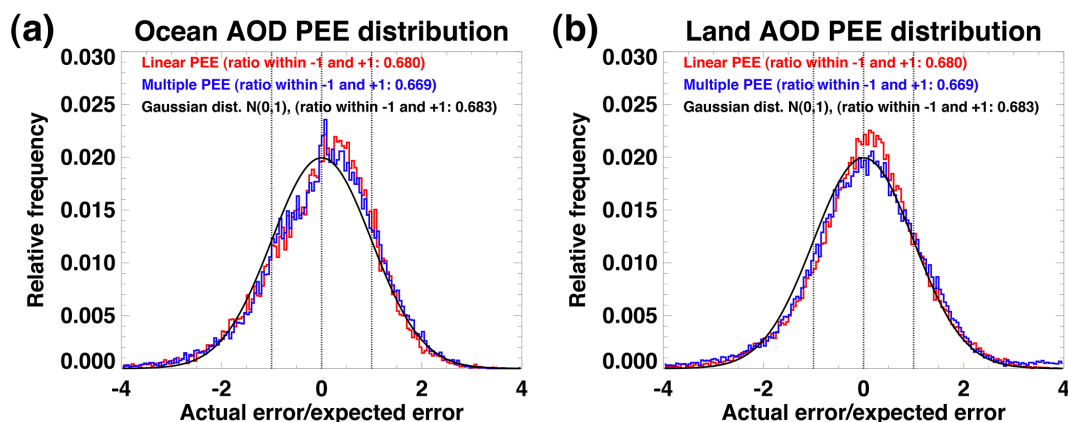 (a)
Ocean AOD PEE distribution
Linear PEE (ratio within -1 and +1: 0.680)
Multiple PEE (ratio within -1 and +1: 0.669)
Gaussian dist. N(0,1), (ratio within -1 and +1: 0.683)
Relative frequency
0.030
0.025
0.020
0.015
0.010
0.005
0.000
-4 -2 0 2 4
Actual error/expected error
(b)
Land AOD PEE distribution
Linear PEE (ratio within -1 and +1: 0.680)
Multiple PEE (ratio within -1 and +1: 0.669)
Gaussian dist. N(0,1), (ratio within -1 and +1: 0.683)
Relative frequency
0.030
0.025
0.020
0.015
0.010
0.005
0.000
-4 -2 0 2 4
Actual error/expected error